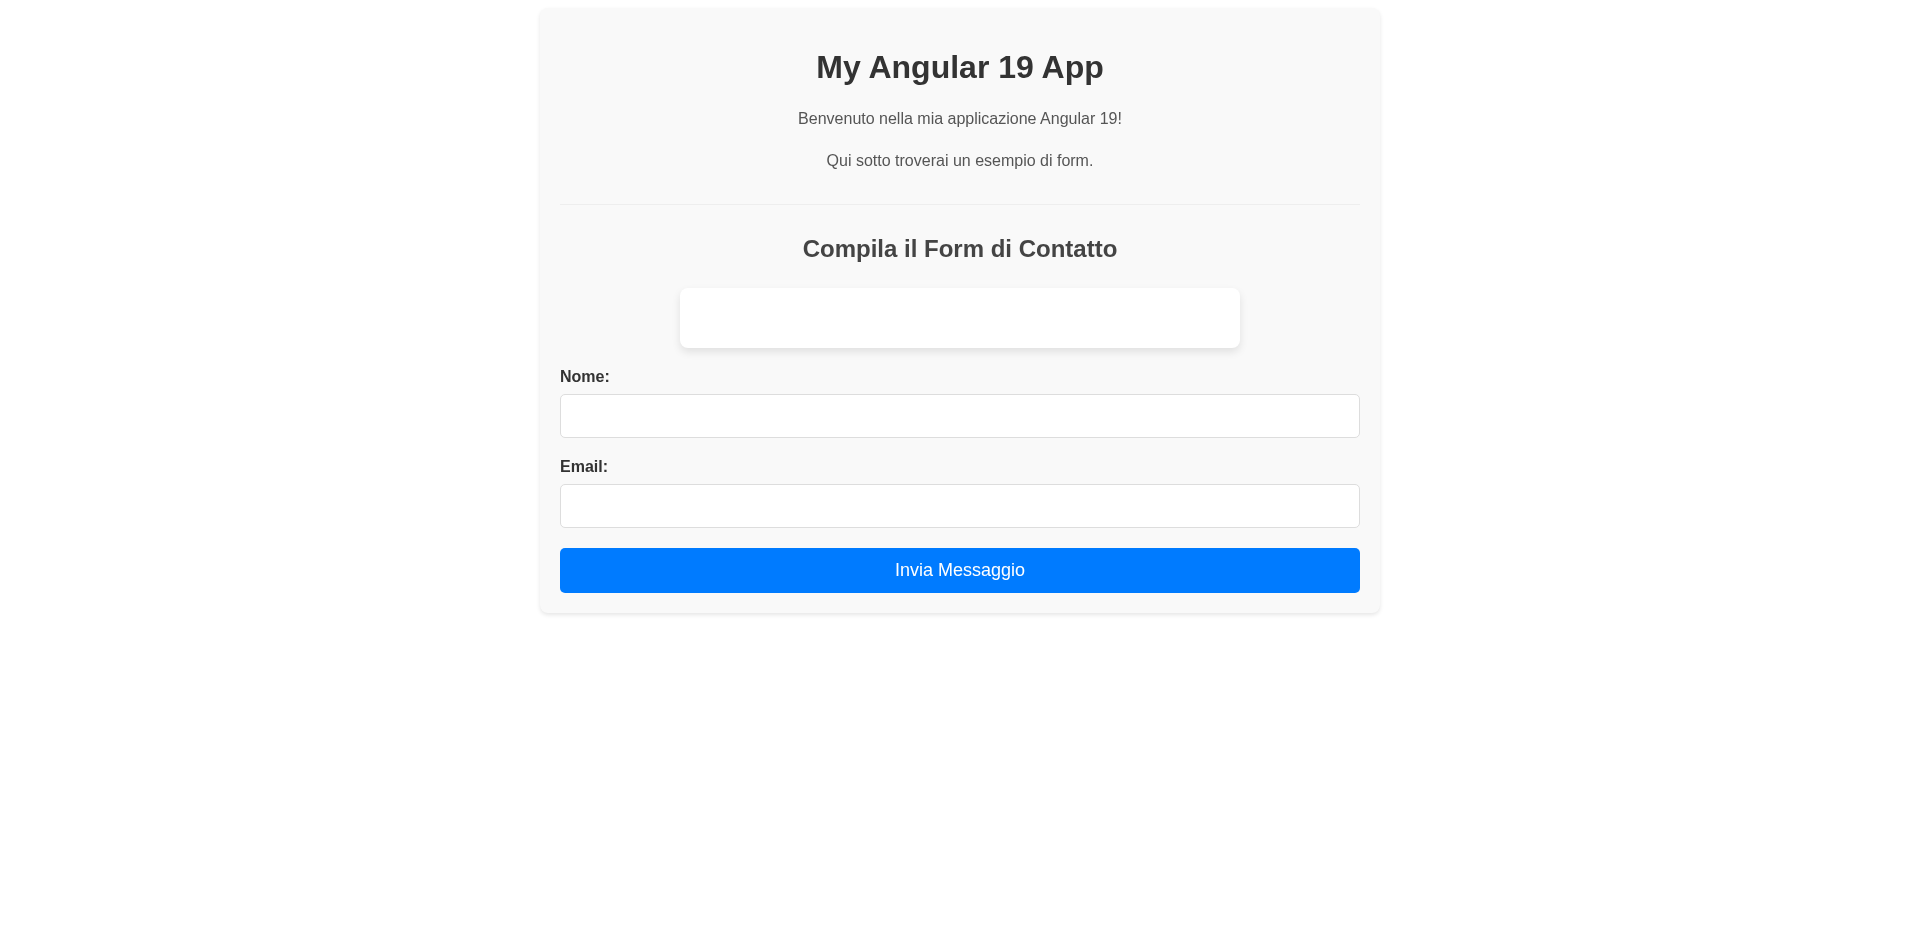 My Angular 19 App
Benvenuto nella mia applicazione Angular 19!
Qui sotto troverai un esempio di form.
Compila il Form di Contatto
Nome:
Email:
Invia Messaggio